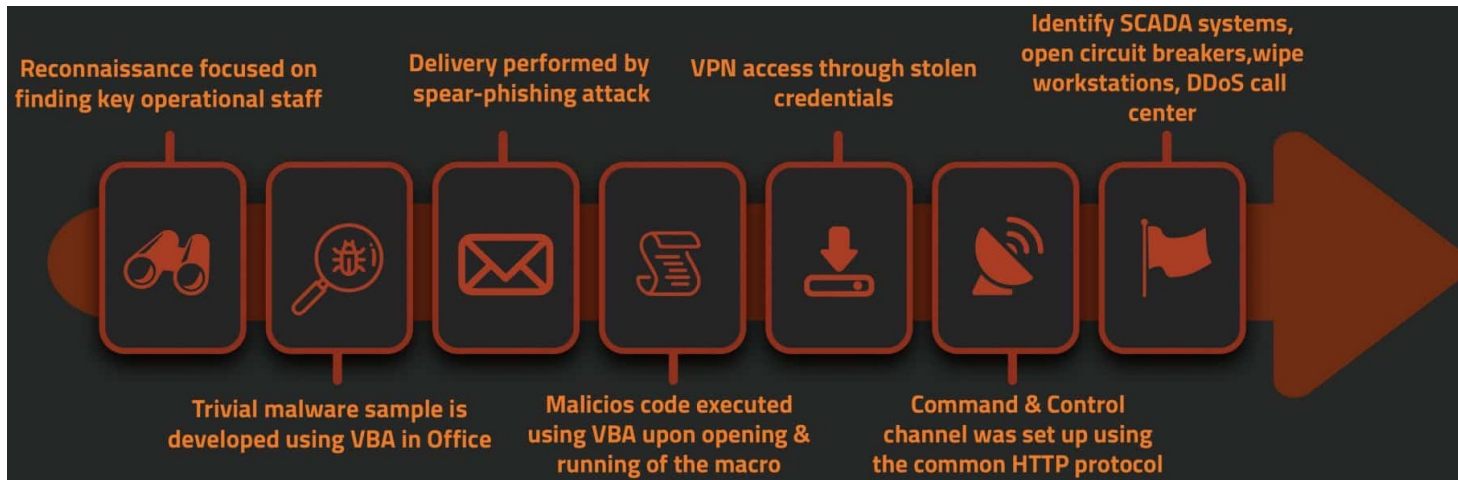 Reconnaissance focused on
finding key operational staff
Trivial malware sample is
developed using VBA in Office
Delivery performed by
spear-phishing attack
Malicios code executed
using VBA upon opening &
running of the macro
VPN access through stolen
credentials
Command & Control
channel was set up using
the common HTTP protocol
Identify SCADA systems,
open circuit breakers,wipe
workstations, DDoS call
center